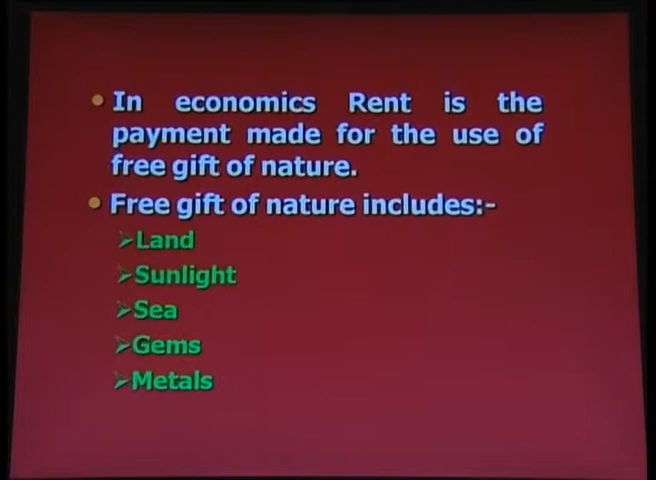 In economics Rent is the
payment made for the use of
free gift of nature.
Free gift of nature includes:-
Land
Sunlight
Sea
Gems
Metals